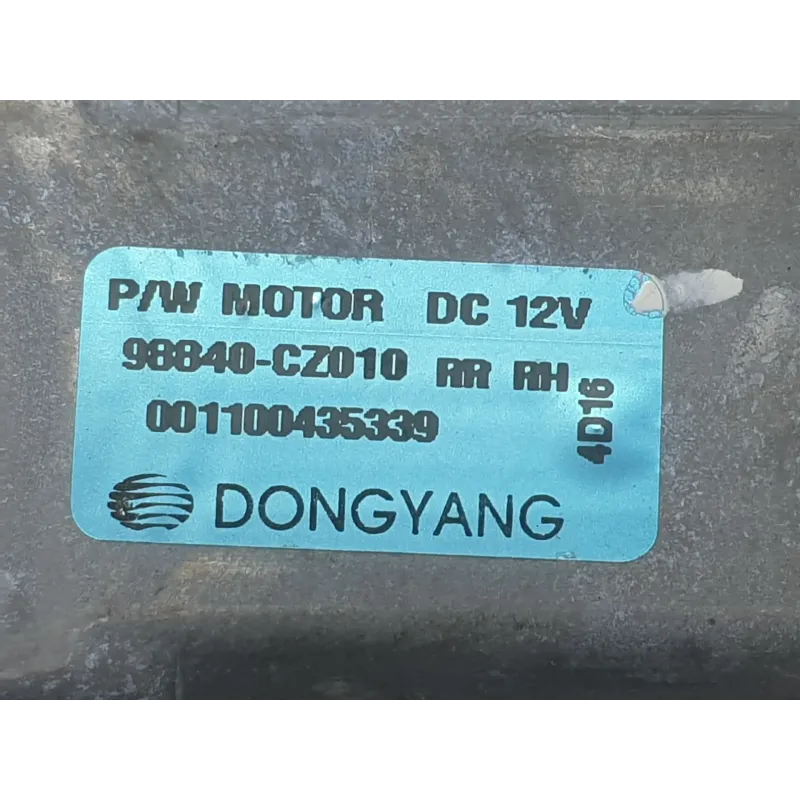 P/W MOTOR DC 12V
98840-CZ010 RR RH
001100435339
4D16
DONGYANG